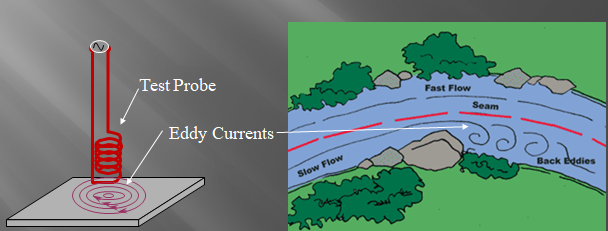 Test Probe
Eddy Currents
Fast Flow
Seam
Slow Flow
Back Eddies